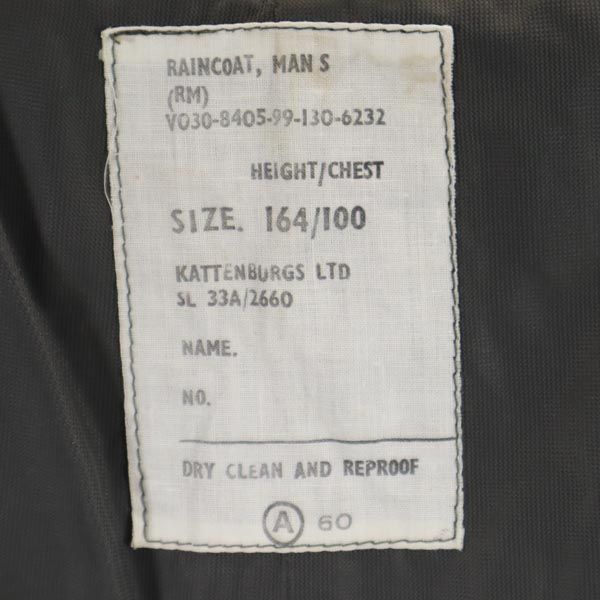 RAINCOAT, MAN S
(RM)
VO30-8405-99-130-6232
HEIGHT/CHEST
SIZE. 164/100
KATTENBURGS LTD
SL 33A/2660
NAME.
NO.
DRY CLEAN AND REPROOF
A 60